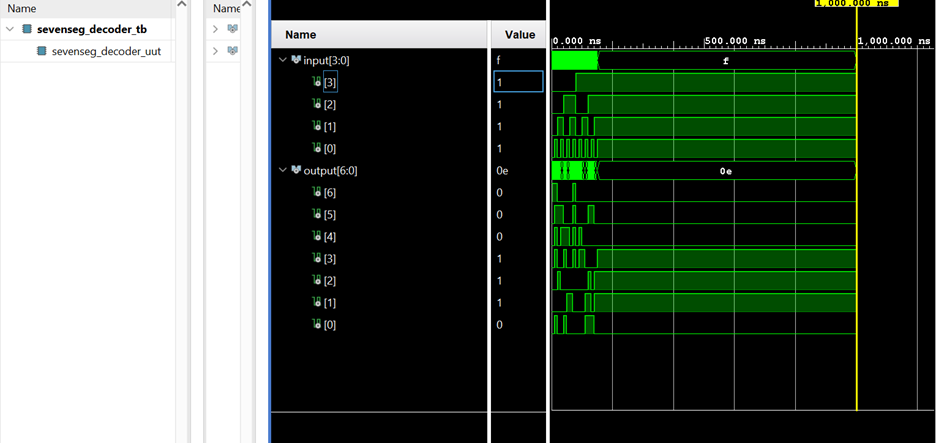 Name
Name
sevenseg_decoder_tb
sevenseg_decoder_uut
Name Value
1,000.000 ns
0.000 ns 500.000 ns 1,000.000 ns
input[3:0] f f
[3] 1
[2] 1
[1] 1
[0] 1
output[6:0] 0e 0e
[6] 0
[5] 0
[4] 0
[3] 1
[2] 1
[1] 1
[0] 0